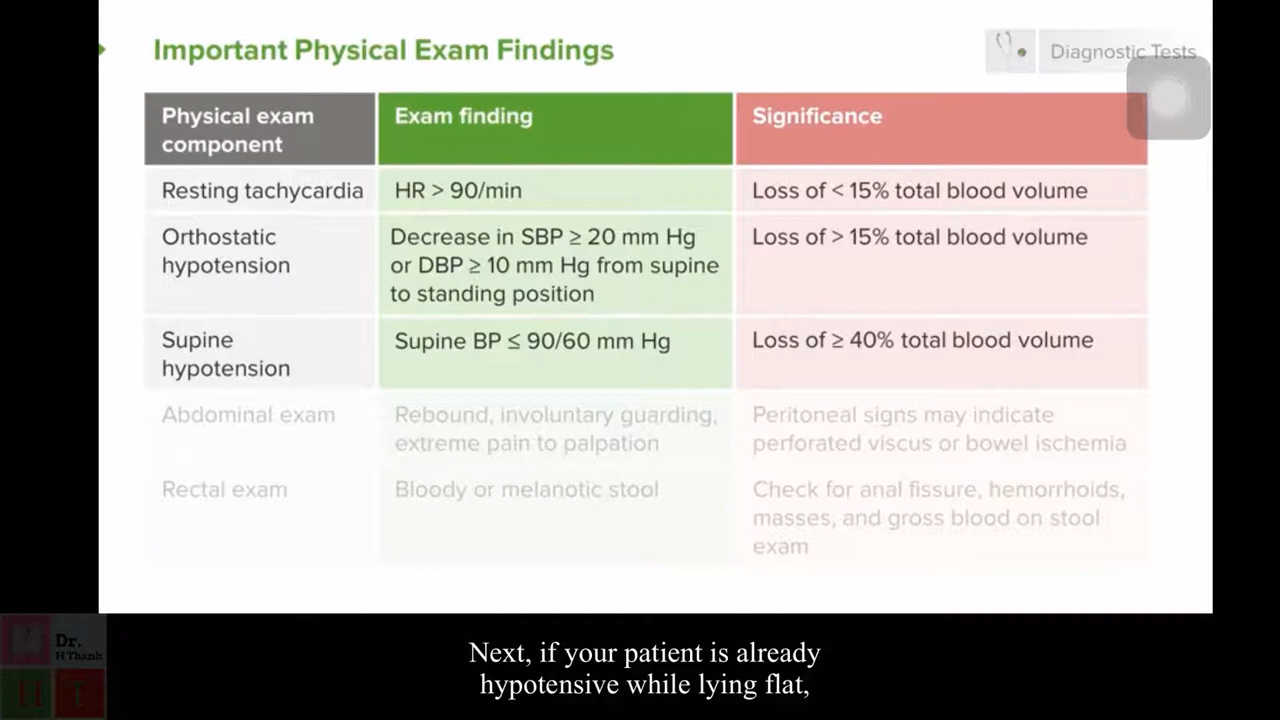 Important Physical Exam Findings
Diagnostic Tests
Physical exam
component
Exam finding
Significance
Resting tachycardia
HR > 90/min
Loss of < 15% total blood volume
Orthostatic
hypotension
Decrease in SBP ≥ 20 mm Hg
or DBP ≥ 10 mm Hg from supine
to standing position
Loss of > 15% total blood volume
Supine
hypotension
Supine BP ≤ 90/60 mm Hg
Loss of ≥ 40% total blood volume
Abdominal exam
Rebound, involuntary guarding,
extreme pain to palpation
Peritoneal signs may indicate
perforated viscus or bowel ischemia
Rectal exam
Bloody or melanotic stool
Check for anal fissure, hemorrhoids,
masses, and gross blood on stool
exam
Dr.
H Thanh
Next, if your patient is already
hypotensive while lying flat,